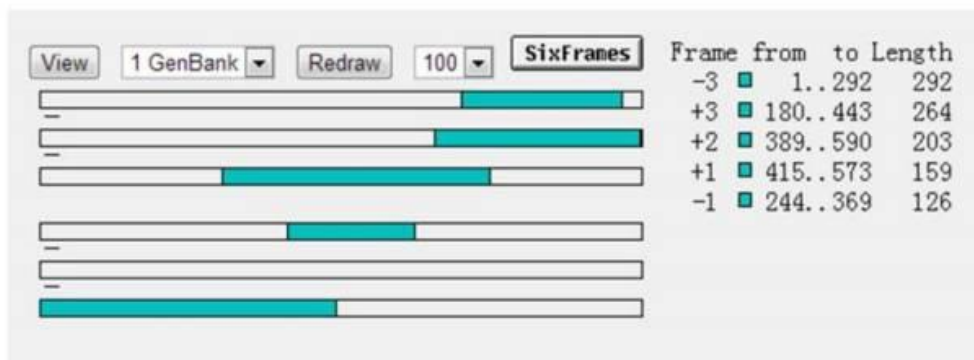 View 1 GenBank Redraw 100 SixFrames
Frame from to Length
-3 1..292 292
+3 180..443 264
+2 389..590 203
+1 415..573 159
-1 244..369 126